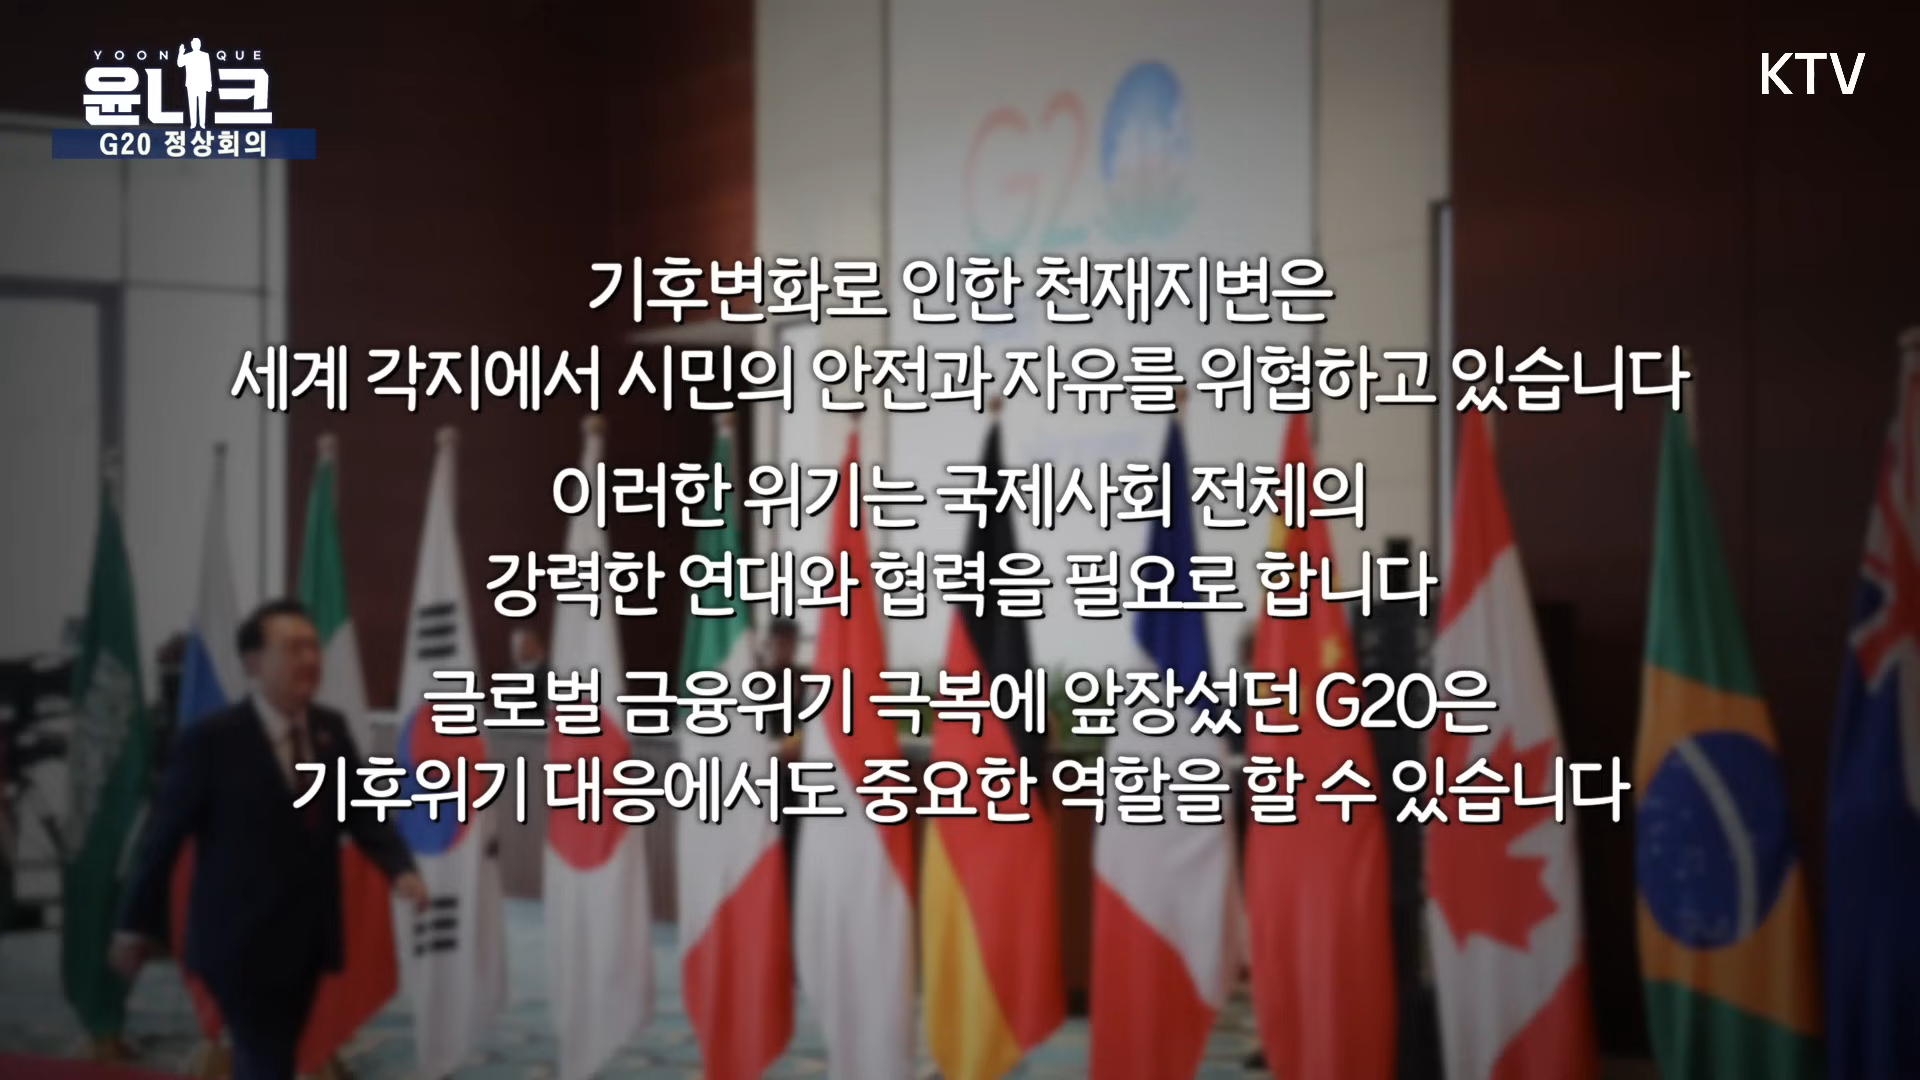 YOON QUE
윤니크
G20 정상회의
KTV
G20
기후변화로 인한 천재지변은
세계 각지에서 시민의 안전과 자유를 위협하고 있습니다
이러한 위기는 국제사회 전체의
강력한 연대와 협력을 필요로 합니다
글로벌 금융위기 극복에 앞장섰던 G20은
기후위기 대응에서도 중요한 역할을 할 수 있습니다